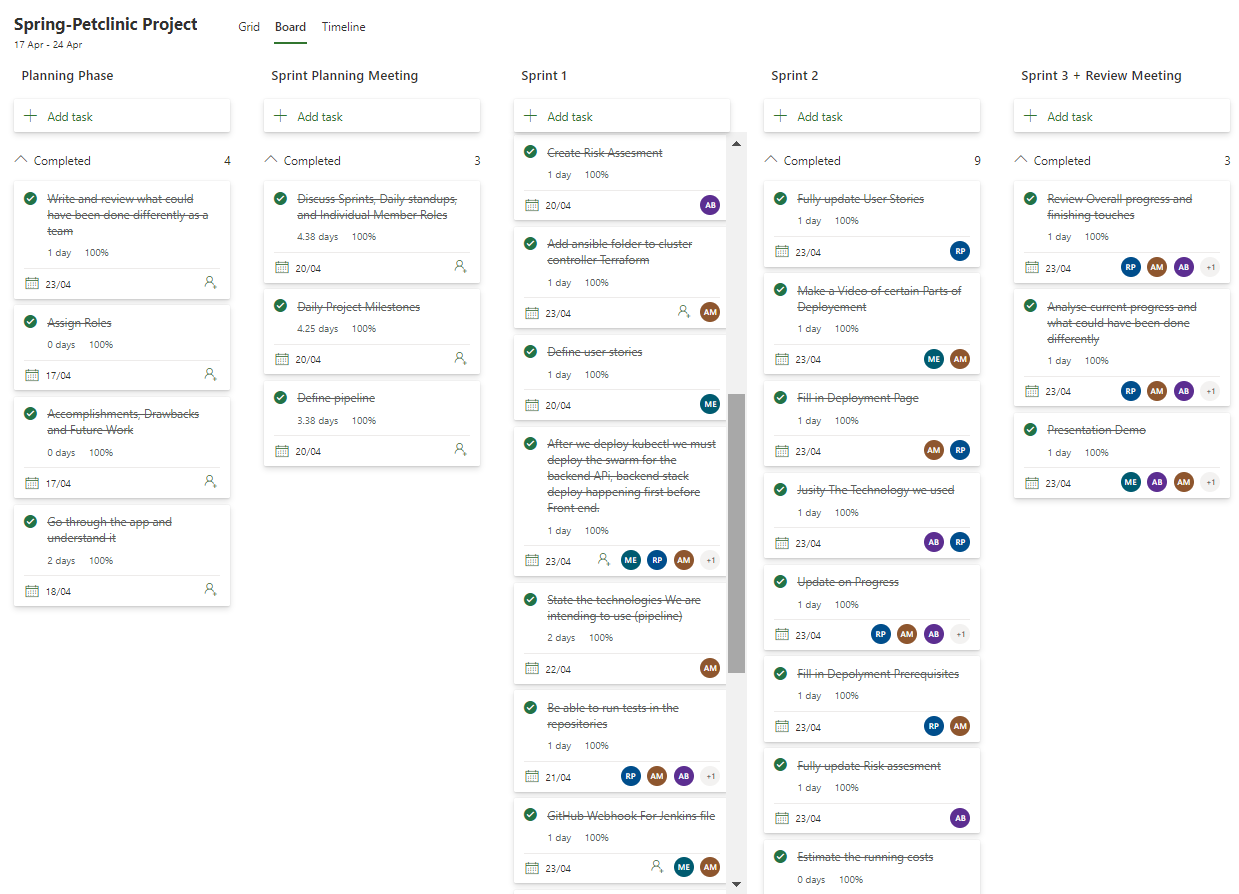 Spring-Petclinic Project
Grid
Board
Timeline
17 Apr - 24 Apr
Planning Phase
Add task
Completed
4
Write and review what could
have been done differently as a
team
1 day
100%
23/04
Assign Roles
0 days
100%
17/04
Accomplishments, Drawbacks
and Future Work
0 days
100%
17/04
Go through the app and
understand it
2 days
100%
18/04
Sprint Planning Meeting
Add task
Completed
3
Discuss Sprints, Daily standups,
and Individual Member Roles
4.38 days
100%
20/04
Daily Project Milestones
4.25 days
100%
20/04
Define pipeline
3.38 days
100%
20/04
Sprint 1
Add task
Create Risk Assesment
1 day
100%
20/04
AB
Add ansible folder to cluster
controller Terraform
1 day
100%
23/04
AM
Define user stories
1 day
100%
20/04
ME
After we deploy kubectl we must
deploy the swarm for the
backend APi, backend stack
deploy happening first before
Front end.
1 day
100%
23/04
ME
RP
AM
+1
State the technologies We are
intending to use (pipeline)
2 days
100%
22/04
AM
Be able to run tests in the
repositories
1 day
100%
21/04
RP
AM
AB
+1
GitHub Webhook For Jenkins file
1 day
100%
23/04
ME
AM
Sprint 2
Add task
Completed
9
Fully update User Stories
1 day
100%
23/04
RP
Make a Video of certain Parts of
Deployement
1 day
100%
23/04
ME
AM
Fill in Deployment Page
1 day
100%
23/04
AM
RP
Jusity The Technology we used
1 day
100%
23/04
AB
RP
Update on Progress
1 day
100%
23/04
RP
AM
AB
+1
Fill in Depolyment Prerequisites
1 day
100%
23/04
RP
AM
Fully update Risk assesment
1 day
100%
23/04
AB
Estimate the running costs
0 days
100%
Sprint 3 + Review Meeting
Add task
Completed
3
Review Overall progress and
finishing touches
1 day
100%
23/04
RP
AM
AB
+1
Analyse current progress and
what could have been done
differently
1 day
100%
23/04
RP
AM
AB
+1
Presentation Demo
1 day
100%
23/04
ME
AB
AM
+1